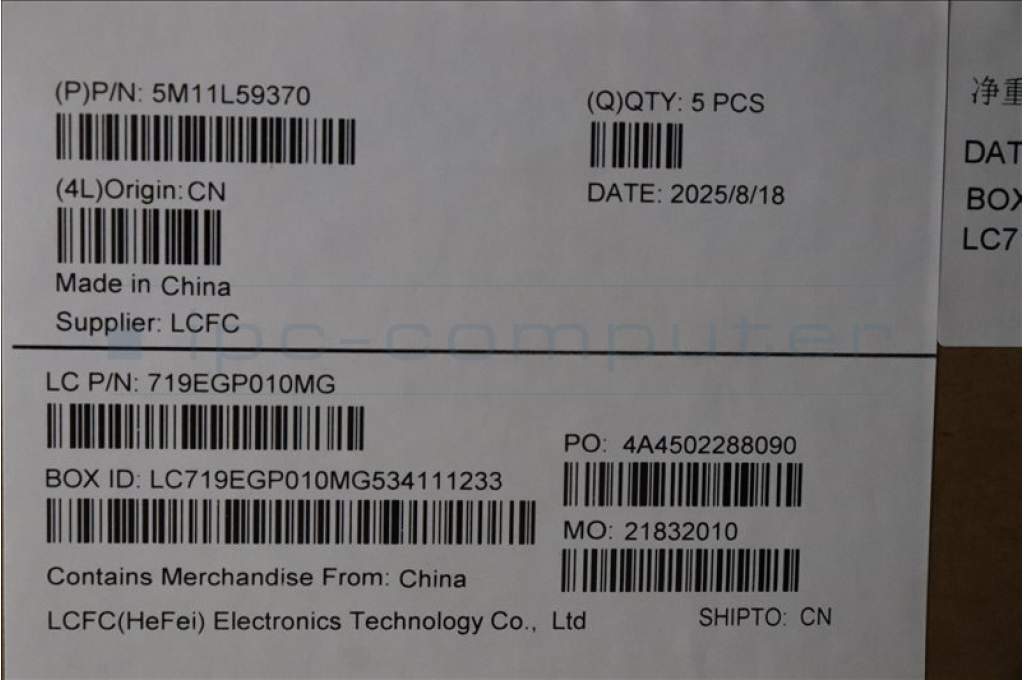 (P)P/N: 5M11L59370
(Q)QTY: 5 PCS
(4L)Origin: CN
DATE: 2025/8/18
Made in China
Supplier: LCFC
ipc-computer
LC P/N: 719EGP010MG
PO: 4A4502288090
BOX ID: LC719EGP010MG534111233
MO: 21832010
Contains Merchandise From: China
LCFC(HeFei) Electronics Technology Co., Ltd
SHIPTO: CN
净重
DAT
BOX
LC7